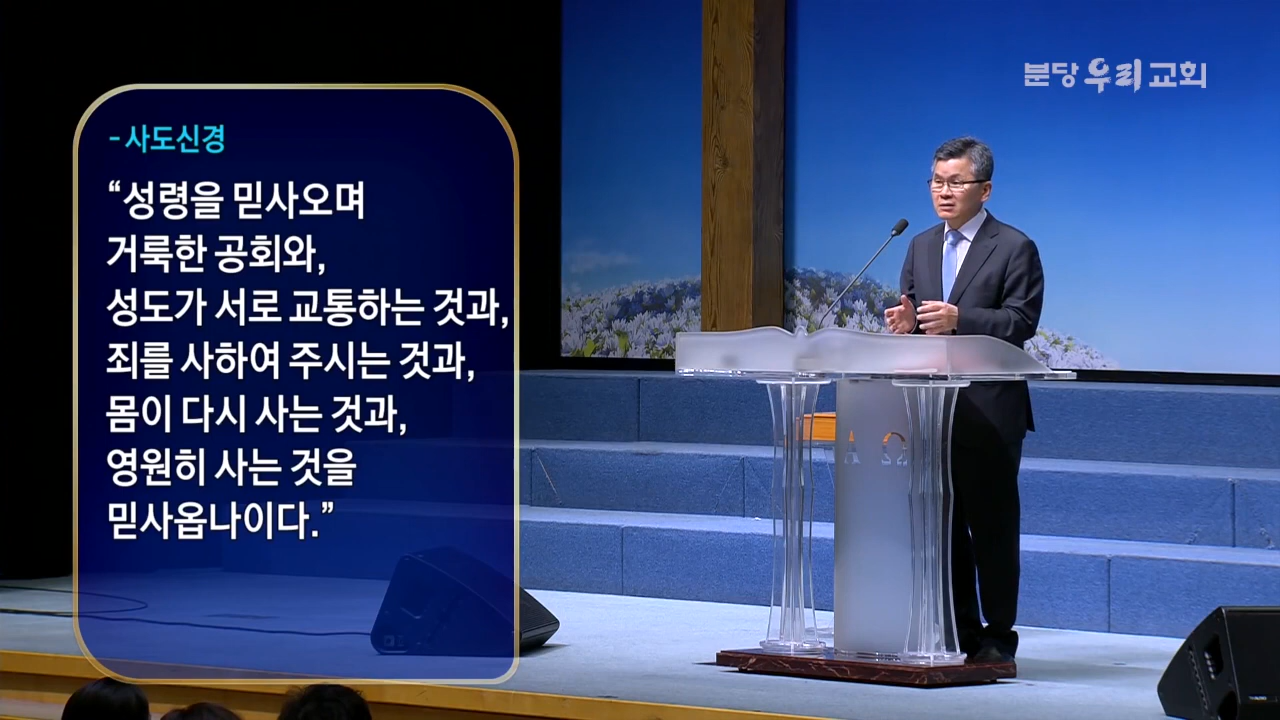 분당 우리 교회
- 사도신경
“성령을 믿사오며
거룩한 공회와,
성도가 서로 교통하는 것과,
죄를 사하여 주시는 것과,
몸이 다시 사는 것과,
영원히 사는 것을
믿사옵나이다.”
Α Ω